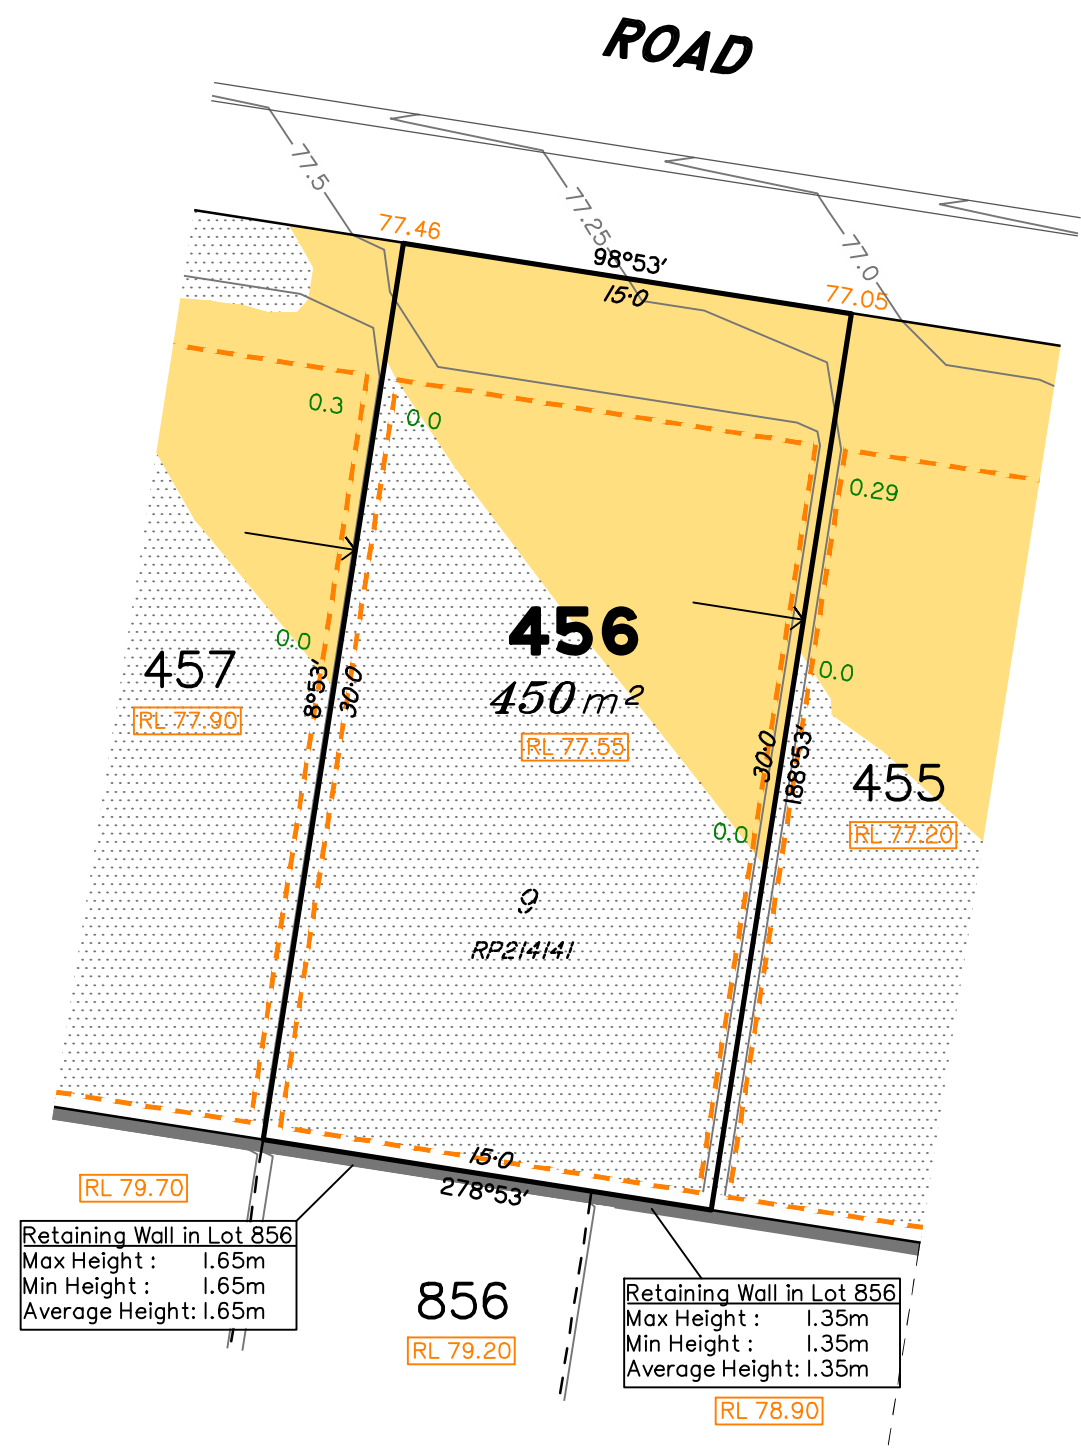 ROAD
77.5
77.25
77.0
77.46
98°53′
15·0
77.05
0.3
0.0
0.29
456
450 m²
RL 77.55
457
RL 77.90
0.0
8°53′
30·0
0.0
30·0
188°53′
455
RL 77.20
0.0
9
RP214141
15·0
278°53′
RL 79.70
Retaining Wall in Lot 856
Max Height : 1.65m
Min Height : 1.65m
Average Height: 1.65m
856
RL 79.20
Retaining Wall in Lot 856
Max Height : 1.35m
Min Height : 1.35m
Average Height: 1.35m
RL 78.90